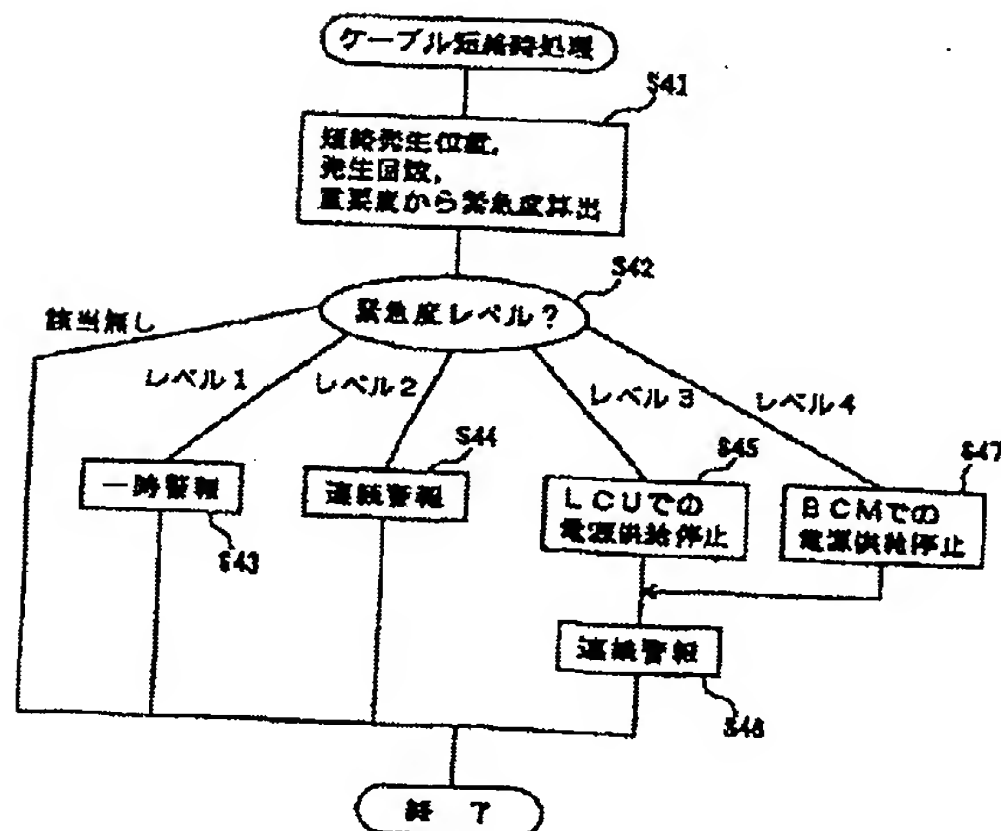 ケーブル短絡時処理
S41
短絡発生位置,
発生回数,
重要度から緊急度算出
S42
緊急度レベル?
該当無し
レベル1
レベル2
レベル3
レベル4
S44
S45
S47
一時警報
連続警報
LCUでの
電源供給停止
BCMでの
電源供給停止
S43
連続警報
S46
終 了